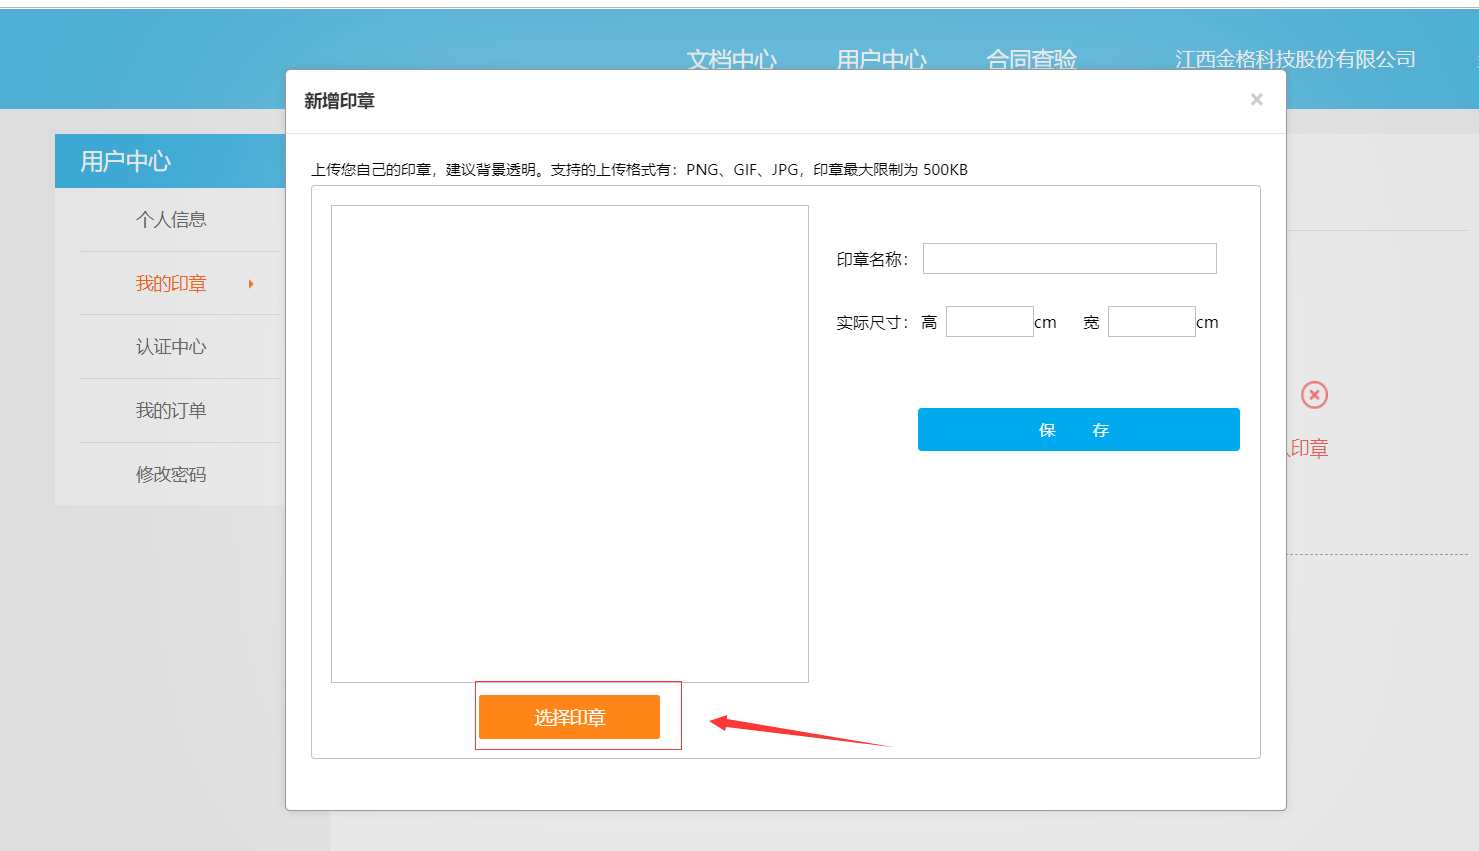 文档中心 用户中心 合同查验 江西金格科技股份有限公司
新增印章
×
用户中心
上传您自己的印章，建议背景透明。支持的上传格式有：PNG、GIF、JPG，印章最大限制为 500KB
个人信息
我的印章
认证中心
我的订单
修改密码
印章名称：
实际尺寸： 高 cm 宽 cm
保 存
印章
选择印章